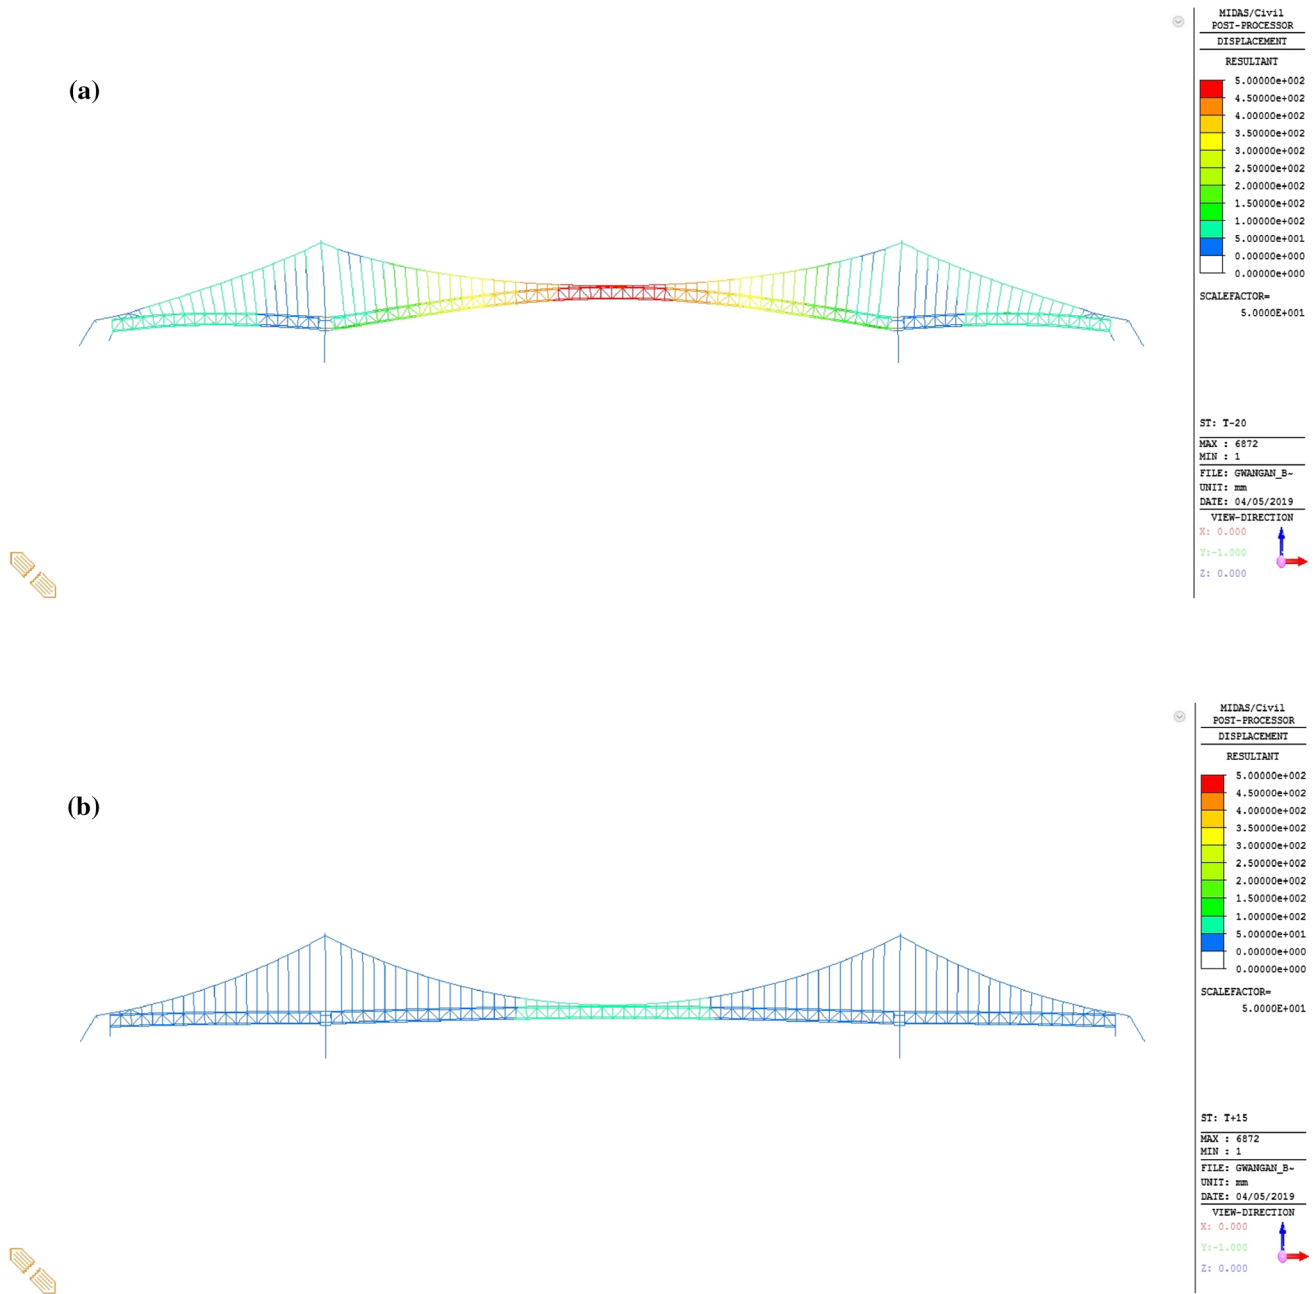 (a)
MIDAS/Civil
POST-PROCESSOR
DISPLACEMENT
RESULTANT
5.00000e+002
4.50000e+002
4.00000e+002
3.50000e+002
3.00000e+002
2.50000e+002
2.00000e+002
1.50000e+002
1.00000e+002
5.00000e+001
0.00000e+000
0.00000e+000
SCALEFACTOR=
5.0000E+001
ST: T-20
MAX : 6872
MIN : 1
FILE: GWANGAN_B~
UNIT: mm
DATE: 04/05/2019
VIEW-DIRECTION
X: 0.000
Y:-1.000
Z: 0.000
(b)
MIDAS/Civil
POST-PROCESSOR
DISPLACEMENT
RESULTANT
5.00000e+002
4.50000e+002
4.00000e+002
3.50000e+002
3.00000e+002
2.50000e+002
2.00000e+002
1.50000e+002
1.00000e+002
5.00000e+001
0.00000e+000
0.00000e+000
SCALEFACTOR=
5.0000E+001
ST: T+15
MAX : 6872
MIN : 1
FILE: GWANGAN_B~
UNIT: mm
DATE: 04/05/2019
VIEW-DIRECTION
X: 0.000
Y:-1.000
Z: 0.000